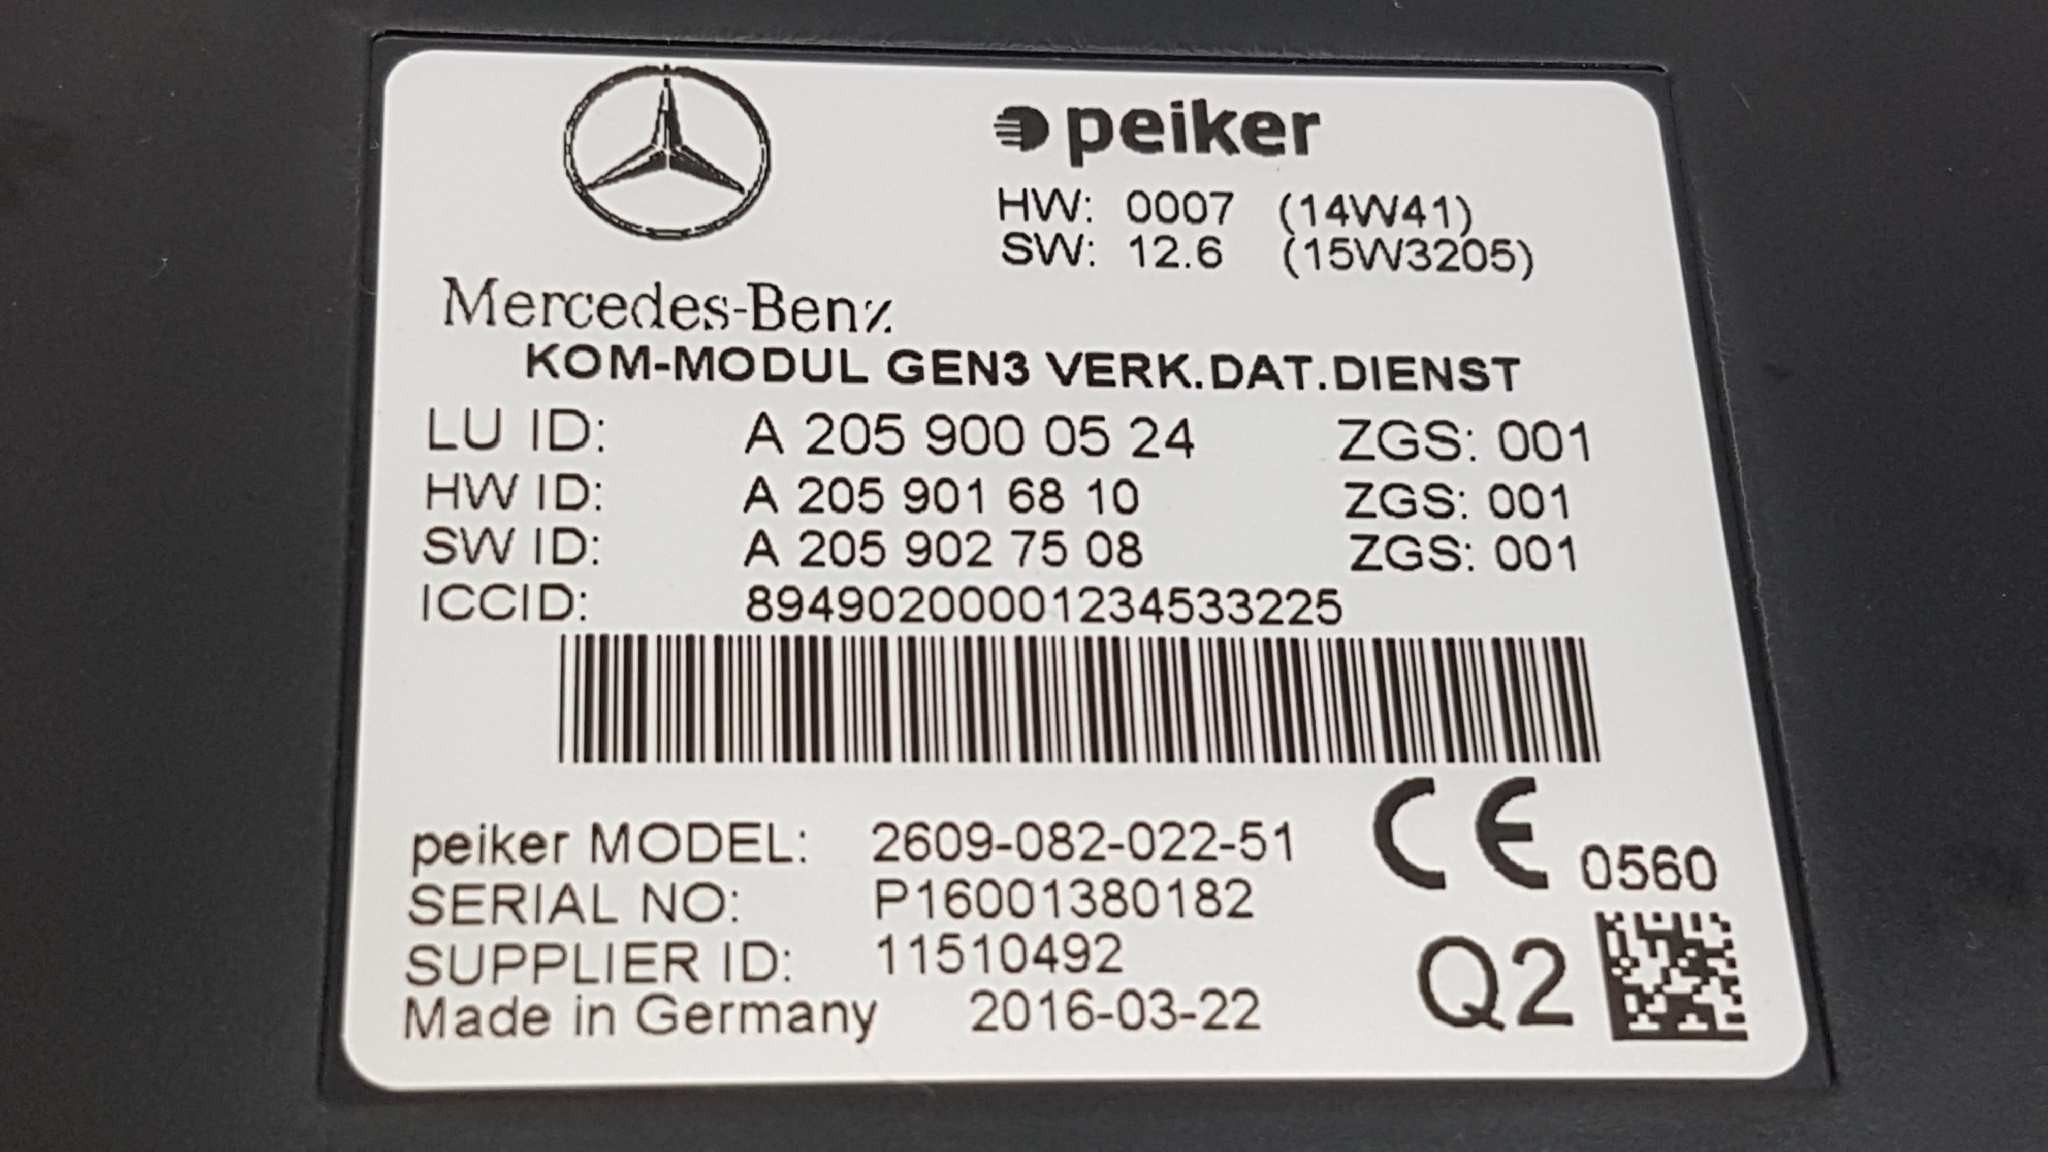 peiker
HW: 0007 (14W41)
SW: 12.6 (15W3205)
Mercedes-Benz
KOM-MODUL GEN3 VERK.DAT.DIENST
LU ID: A 205 900 05 24 ZGS: 001
HW ID: A 205 901 68 10 ZGS: 001
SW ID: A 205 902 75 08 ZGS: 001
ICCID: 89490200001234533225
peiker MODEL: 2609-082-022-51
CE 0560
SERIAL NO: P16001380182
SUPPLIER ID: 11510492
Made in Germany 2016-03-22
Q2